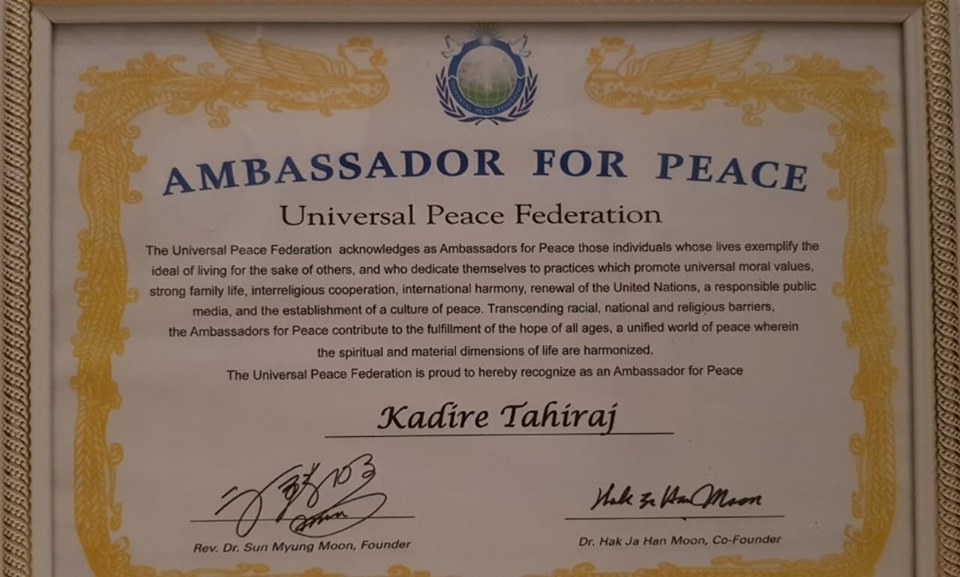 AMBASSADOR FOR PEACE
Universal Peace Federation
The Universal Peace Federation acknowledges as Ambassadors for Peace those individuals whose lives exemplify the
ideal of living for the sake of others, and who dedicate themselves to practices which promote universal moral values,
strong family life, interreligious cooperation, international harmony, renewal of the United Nations, a responsible public
media, and the establishment of a culture of peace. Transcending racial, national and religious barriers,
the Ambassadors for Peace contribute to the fulfillment of the hope of all ages, a unified world of peace wherein
the spiritual and material dimensions of life are harmonized.
The Universal Peace Federation is proud to hereby recognize as an Ambassador for Peace
Kadire Tahiraj
Hak Ja Han Moon
Rev. Dr. Sun Myung Moon, Founder
Dr. Hak Ja Han Moon, Co-Founder